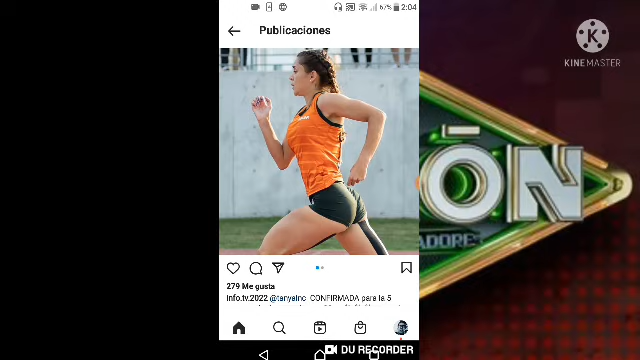 67% 2:04
Publicaciones
KINEMASTER
ÓN
ADORES
279 Me gusta
info.tv.2022 @tanyainc CONFIRMADA para la 5
DU RECORDER